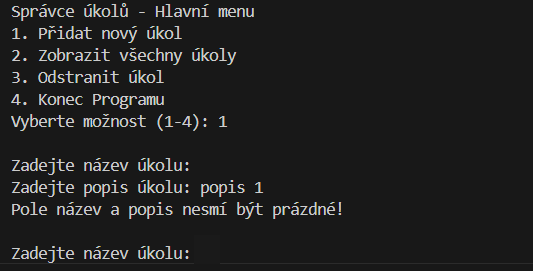 Správce úkolů - Hlavní menu
1. Přidat nový úkol
2. Zobrazit všechny úkoly
3. Odstranit úkol
4. Konec Programu
Vyberte možnost (1-4): 1
Zadejte název úkolu:
Zadejte popis úkolu: popis 1
Pole název a popis nesmí být prázdné!
Zadejte název úkolu: